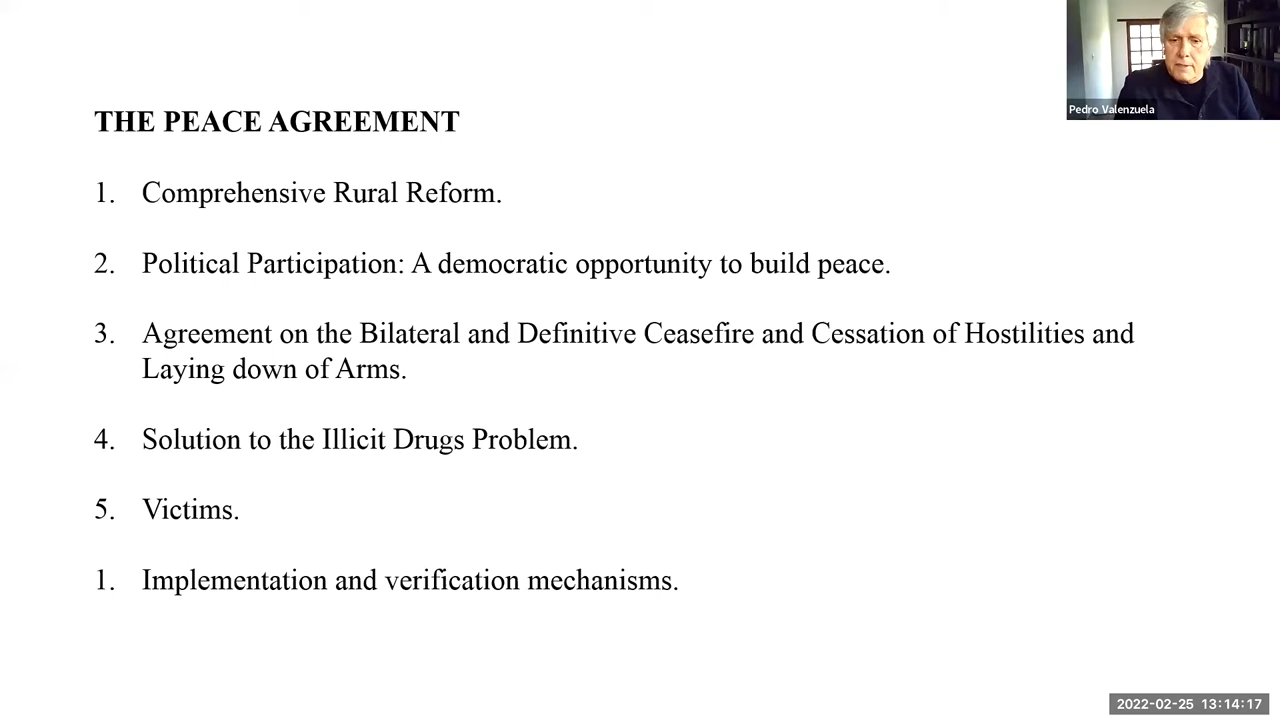 Pedro Valenzuela
THE PEACE AGREEMENT
1. Comprehensive Rural Reform.
2. Political Participation: A democratic opportunity to build peace.
3. Agreement on the Bilateral and Definitive Ceasefire and Cessation of Hostilities and
Laying down of Arms.
4. Solution to the Illicit Drugs Problem.
5. Victims.
1. Implementation and verification mechanisms.
2022-02-25 13:14:17